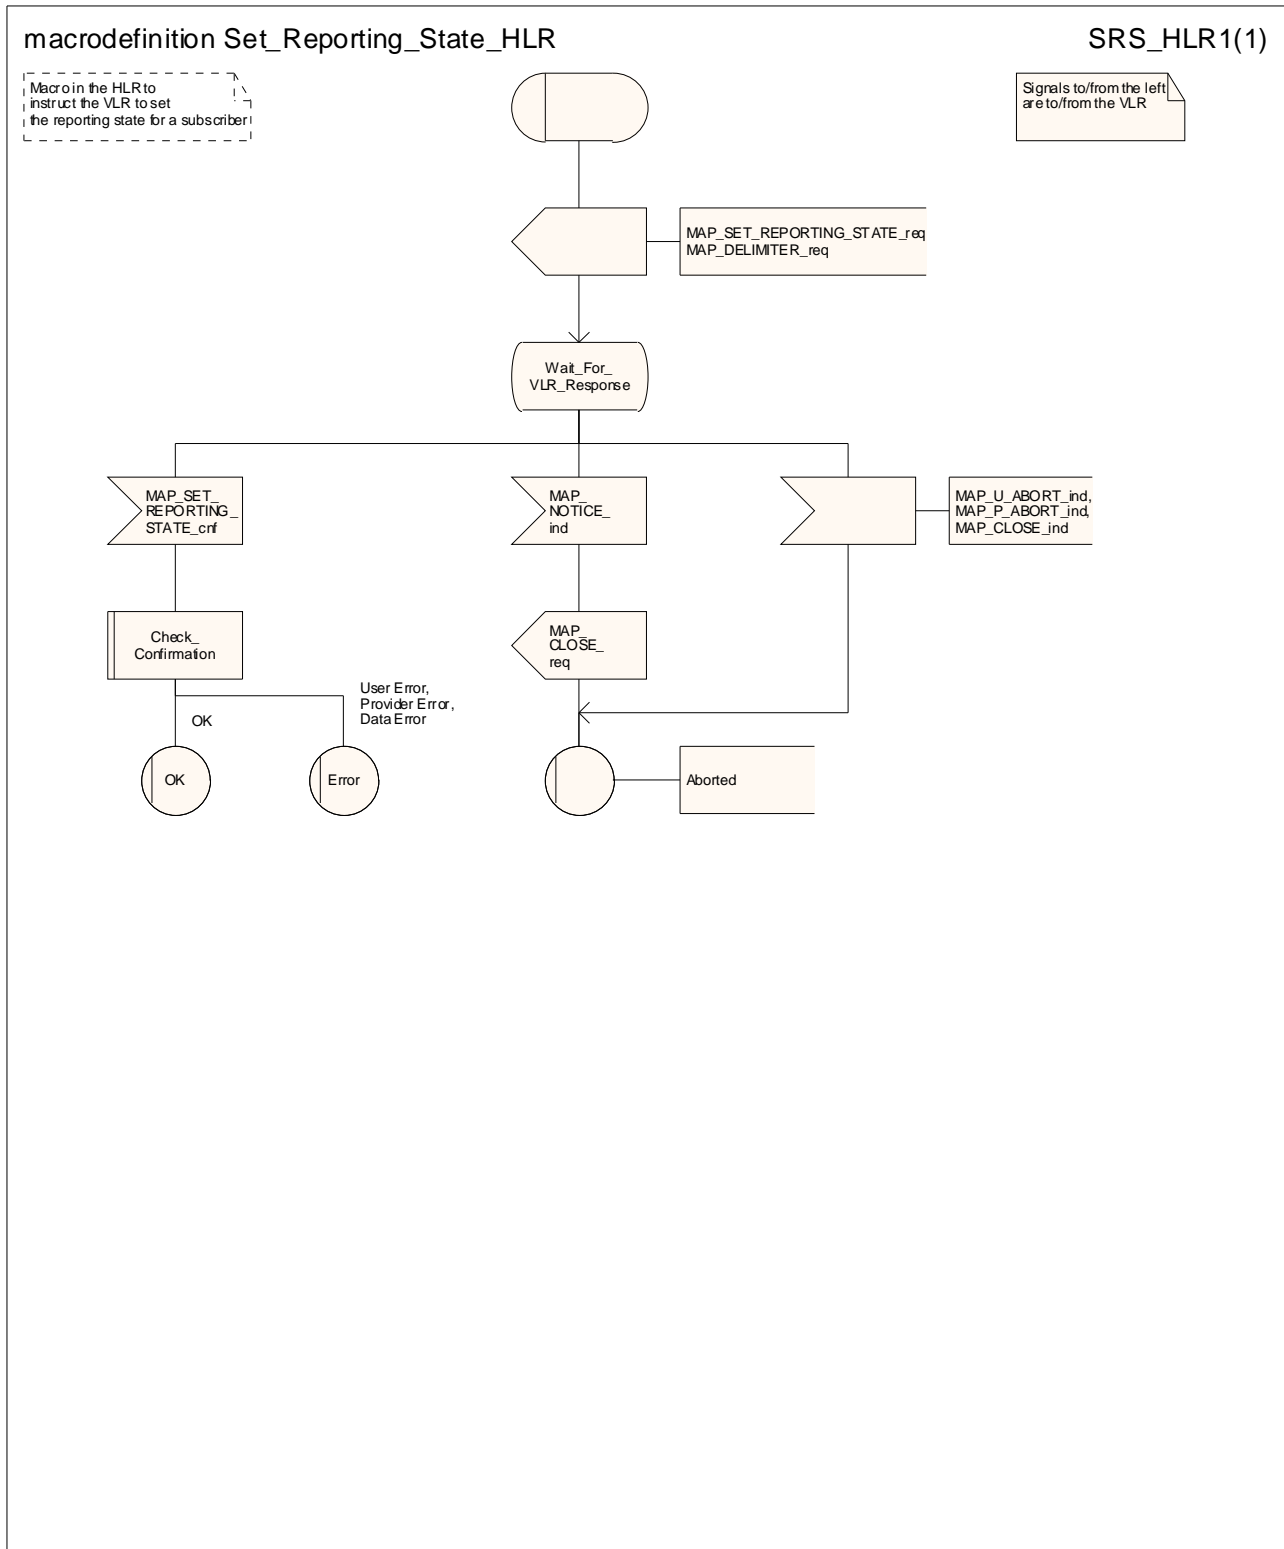 macrodefinition Set_Reporting_State_HLR
SRS_HLR1(1)
Macro in the HLR to
instruct the VLR to set
the reporting state for a subscriber
Signals to/from the left
are to/from the VLR
MAP_SET_REPORTING_STATE_req
MAP_DELIMITER_req
Wait_For_
VLR_Response
MAP_SET_
REPORTING_
STATE_cnf
MAP_
NOTICE_
ind
MAP_U_ABORT_ind,
MAP_P_ABORT_ind,
MAP_CLOSE_ind
Check_
Confirmation
MAP_
CLOSE_
req
User Error,
Provider Error,
Data Error
OK
OK
Error
Aborted